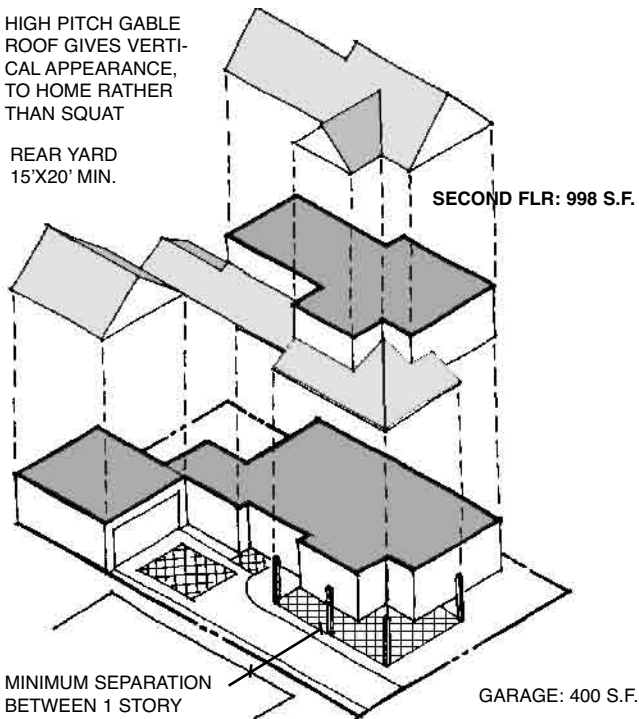 HIGH PITCH GABLE
ROOF GIVES VERTI-
CAL APPEARANCE,
TO HOME RATHER
THAN SQUAT
REAR YARD
15'X20' MIN.
SECOND FLR: 998 S.F.
MINIMUM SEPARATION
BETWEEN 1 STORY
GARAGE: 400 S.F.